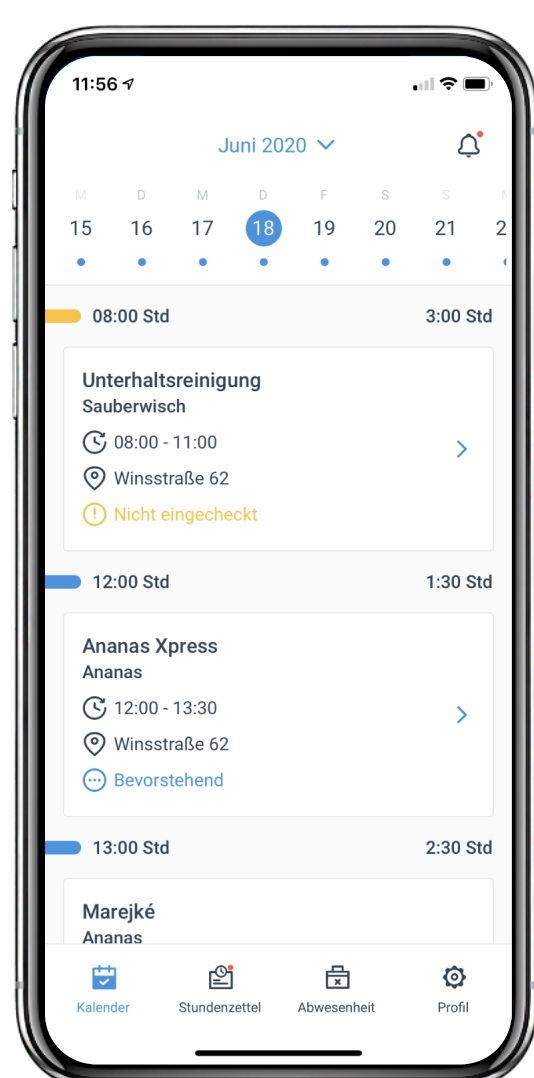 11:56
Juni 2020
M D M D F S S
15 16 17 18 19 20 21
08:00 Std 3:00 Std
Unterhaltsreinigung
Sauberwisch
08:00 - 11:00
Winsstraße 62
Nicht eingecheckt
12:00 Std 1:30 Std
Ananas Xpress
Ananas
12:00 - 13:30
Winsstraße 62
Bevorstehend
13:00 Std 2:30 Std
Marejké
Ananas
Kalender Stundenzettel Abwesenheit Profil